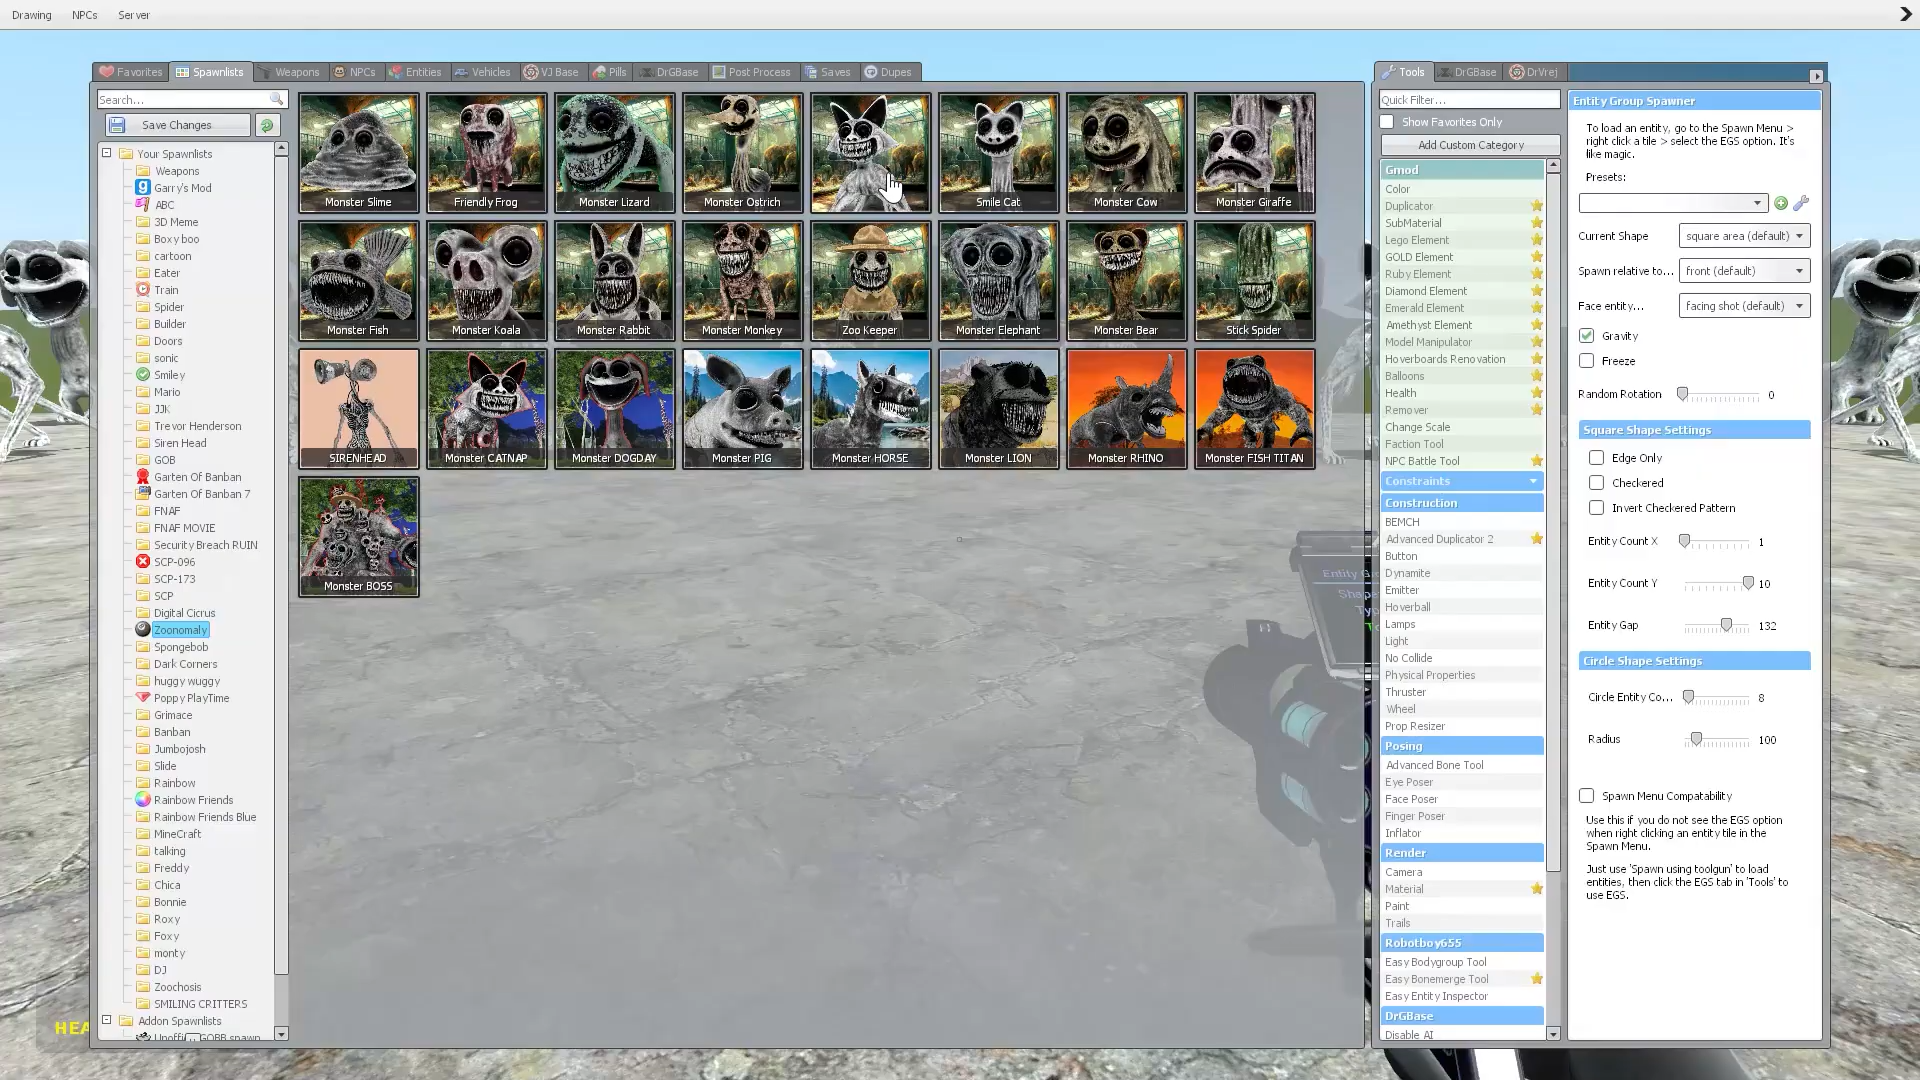 Drawing NPCs Server
Favorites Spawnlists Weapons NPCs Entities Vehicles VJ Base Pills DrGBase Post Process Saves Dupes
Search...
Save Changes
Your Spawnlists
Weapons
Garry's Mod
ABC
3D Meme
Boxy boo
cartoon
Eater
Train
Spider
Builder
Doors
sonic
Smiley
Mario
JJK
Trevor Henderson
Siren Head
GOB
Garten Of Banban
Garten Of Banban 7
FNAF
FNAF MOVIE
Security Breach RUIN
SCP-096
SCP-173
SCP
Digital Cicrus
Zoonomaly
Spongebob
Dark Corners
huggy wuggy
Poppy PlayTime
Grimace
Banban
Jumbojosh
Slide
Rainbow
Rainbow Friends
Rainbow Friends Blue
MineCraft
talking
Freddy
Chica
Bonnie
Roxy
Foxy
monty
DJ
Zoochosis
SMILING CRITTERS
Addon Spawnlists
HEA
Monster Slime Friendly Frog Monster Lizard Monster Ostrich Smile Cat Monster Cow Monster Giraffe
Monster Fish Monster Koala Monster Rabbit Monster Monkey Zoo Keeper Monster Elephant Monster Bear Stick Spider
SIRENHEAD Monster CATNAP Monster DOGDAY Monster PIG Monster HORSE Monster LION Monster RHINO Monster FISH TITAN
Monster BOSS
Tools DrGBase DrVrej
Quick Filter...
Show Favorites Only
Add Custom Category
Gmod
Color
Duplicator
SubMaterial
Lego Element
GOLD Element
Ruby Element
Diamond Element
Emerald Element
Amethyst Element
Model Manipulator
Hoverboards Renovation
Balloons
Health
Remover
Change Scale
Faction Tool
NPC Battle Tool
Constraints
Construction
BEMCH
Advanced Duplicator 2
Button
Dynamite
Emitter
Hoverball
Lamps
Light
No Collide
Physical Properties
Thruster
Wheel
Prop Resizer
Posing
Advanced Bone Tool
Eye Poser
Face Poser
Finger Poser
Inflator
Render
Camera
Material
Paint
Trails
Robotboy655
Easy Bodygroup Tool
Easy Bonemerge Tool
Easy Entity Inspector
DrGBase
Disable AI
Entity Group Spawner
To load an entity, go to the Spawn Menu >
right click a tile > select the EGS option. It's
like magic.
Presets:
Current Shape square area (default)
Spawn relative to... front (default)
Face entity... facing shot (default)
Gravity
Freeze
Random Rotation 0
Square Shape Settings
Edge Only
Checkered
Invert Checkered Pattern
Entity Count X 1
Entity Count Y 10
Entity Gap 132
Circle Shape Settings
Circle Entity Co... 8
Radius 100
Spawn Menu Compatability
Use this if you do not see the EGS option
when right clicking an entity tile in the
Spawn Menu.
Just use 'Spawn using toolgun' to load
entities, then click the EGS tab in 'Tools' to
use EGS.